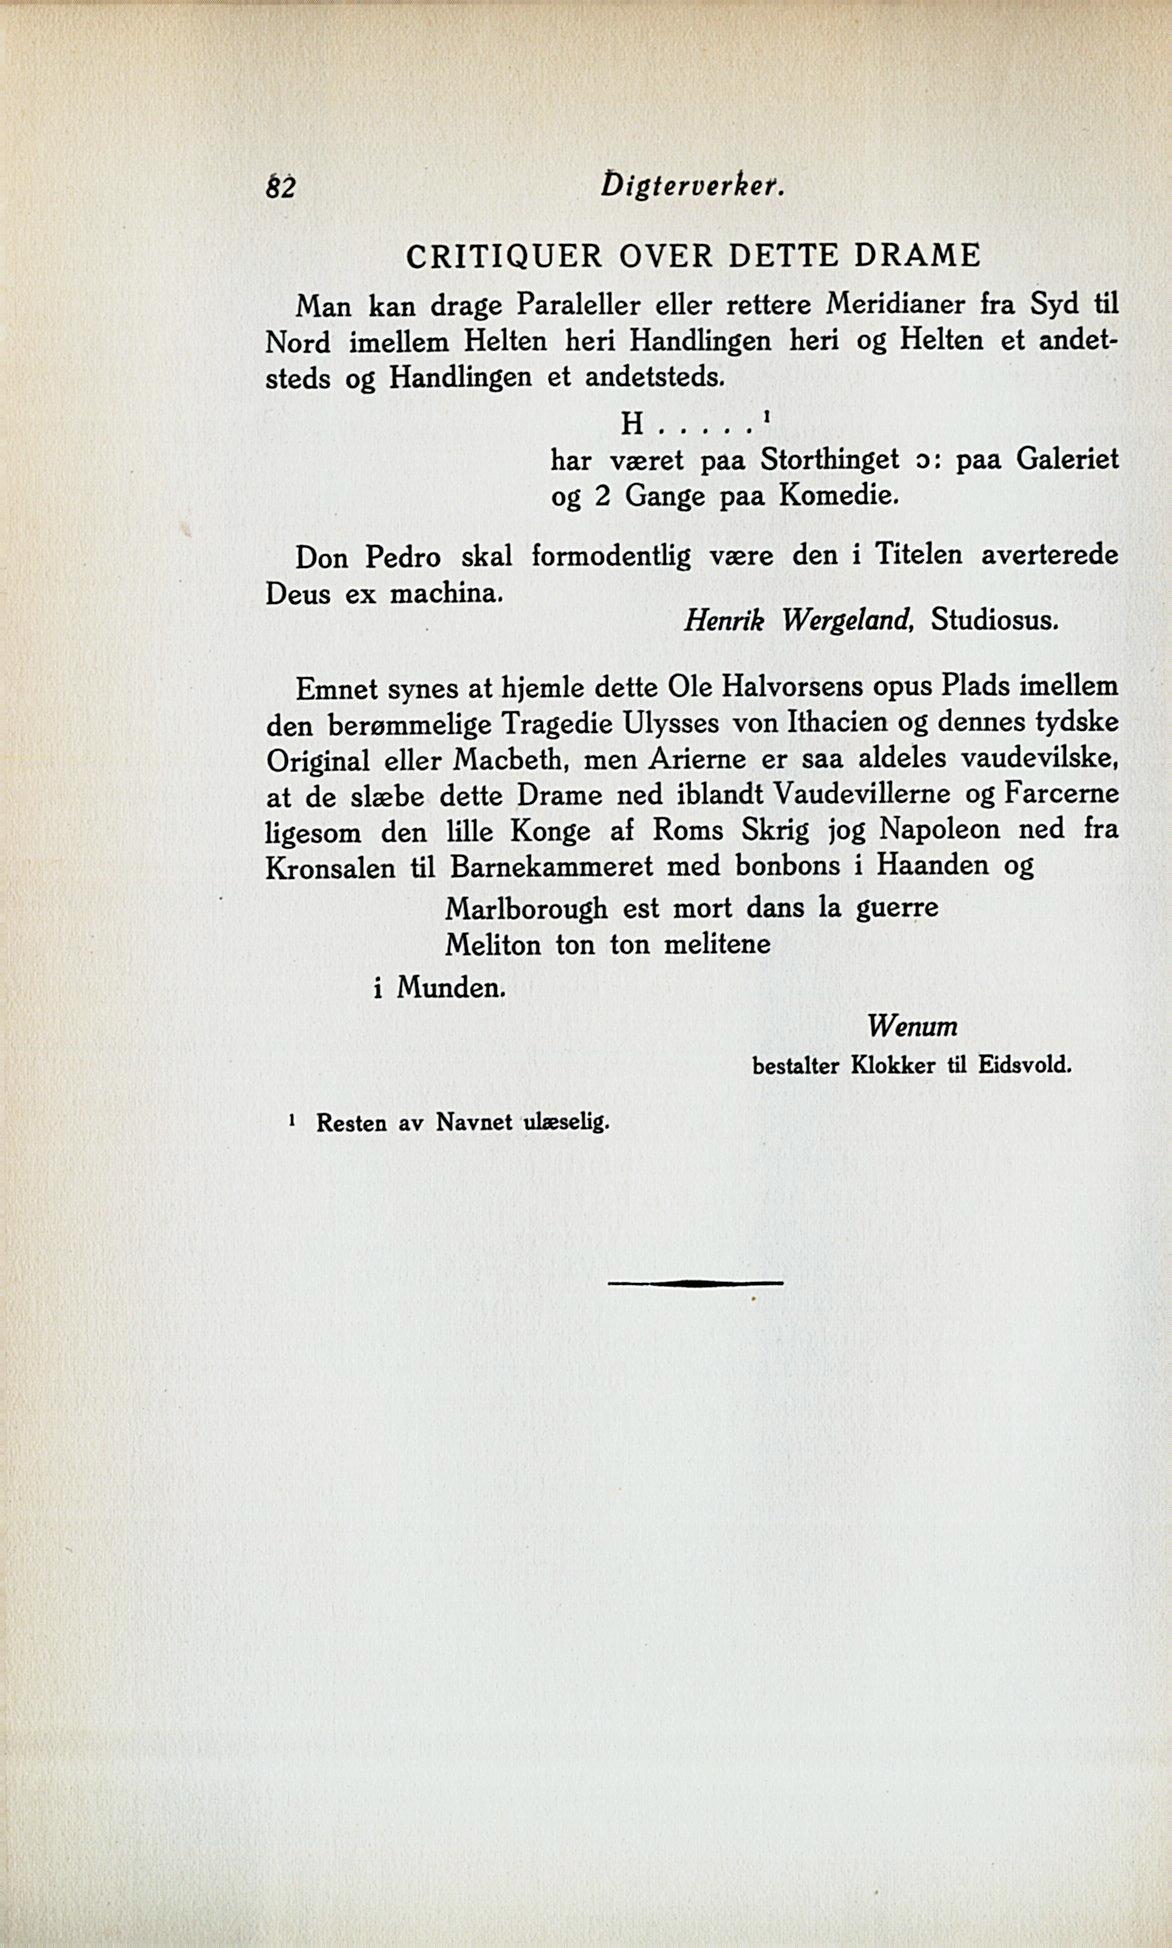 82
Digterverker.
CRITIQUER OVER DETTE DRAME
Man kan drage Paraleller eller rettere Meridianer fra Syd til
Nord imellem Helten heri Handlingen heri og Helten et andet-
steds og Handlingen et andetsteds.
H . . . . . ¹
har været paa Storthinget ɔ: paa Galeriet
og 2 Gange paa Komedie.
Don Pedro skal formodentlig være den i Titelen averterede
Deus ex machina.
Henrik Wergeland, Studiosus.
Emnet synes at hjemle dette Ole Halvorsens opus Plads imellem
den berømmelige Tragedie Ulysses von Ithacien og dennes tydske
Original eller Macbeth, men Arierne er saa aldeles vaudevilske,
at de slæbe dette Drame ned iblandt Vaudevillerne og Farcerne
ligesom den lille Konge af Roms Skrig jog Napoleon ned fra
Kronsalen til Barnekammeret med bonbons i Haanden og
Marlborough est mort dans la guerre
Meliton ton ton melitene
i Munden.
Wenum
bestalter Klokker til Eidsvold.
¹ Resten av Navnet ulæselig.